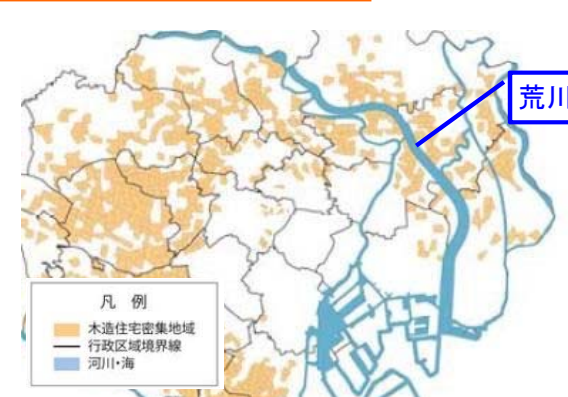 荒川
凡 例
木造住宅密集地域
行政区域境界線
河川・海